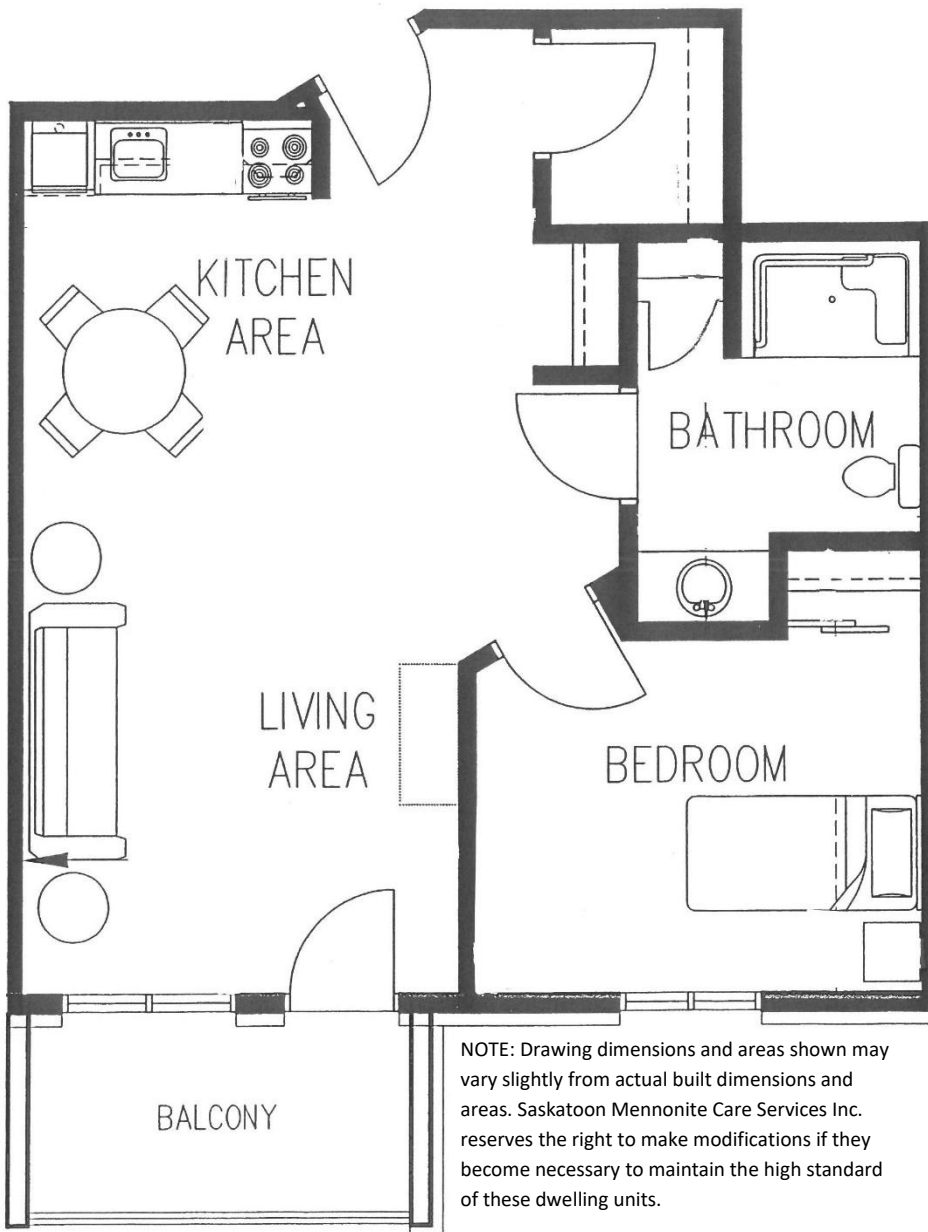 KITCHEN
AREA
BATHROOM
LIVING
AREA
BEDROOM
BALCONY
NOTE: Drawing dimensions and areas shown may
vary slightly from actual built dimensions and
areas. Saskatoon Mennonite Care Services Inc.
reserves the right to make modifications if they
become necessary to maintain the high standard
of these dwelling units.